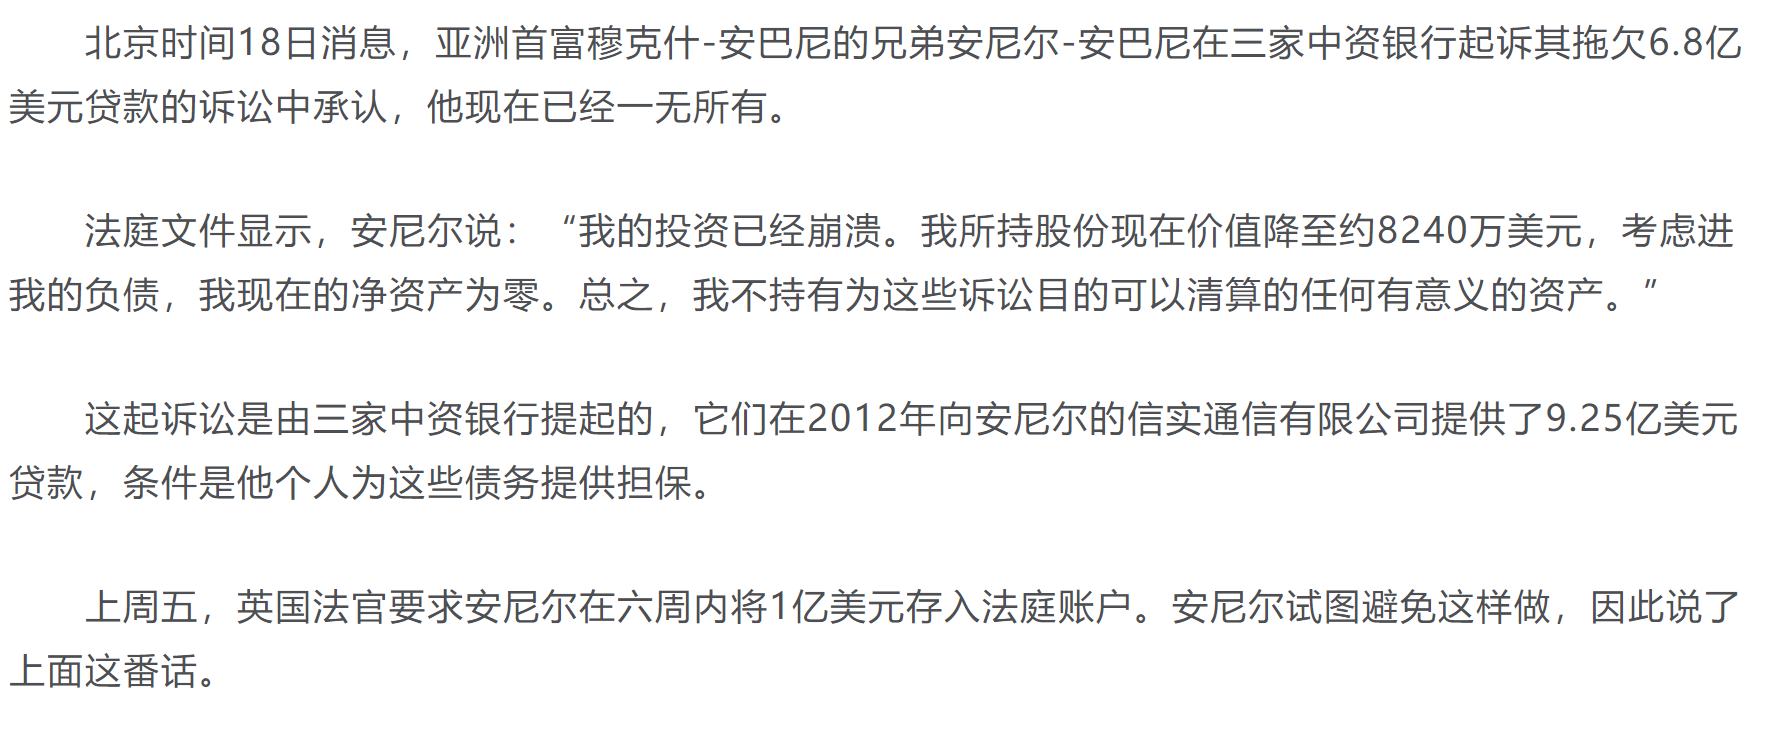 北京时间18日消息，亚洲首富穆克什-安巴尼的兄弟安尼尔-安巴尼在三家中资银行起诉其拖欠6.8亿
美元贷款的诉讼中承认，他现在已经一无所有。
法庭文件显示，安尼尔说：“我的投资已经崩溃。我所持股份现在价值降至约8240万美元，考虑进
我的负债，我现在的净资产为零。总之，我不持有为这些诉讼目的可以清算的任何有意义的资产。”
这起诉讼是由三家中资银行提起的，它们在2012年向安尼尔的信实通信有限公司提供了9.25亿美元
贷款，条件是他个人为这些债务提供担保。
上周五，英国法官要求安尼尔在六周内将1亿美元存入法庭账户。安尼尔试图避免这样做，因此说了
上面这番话。